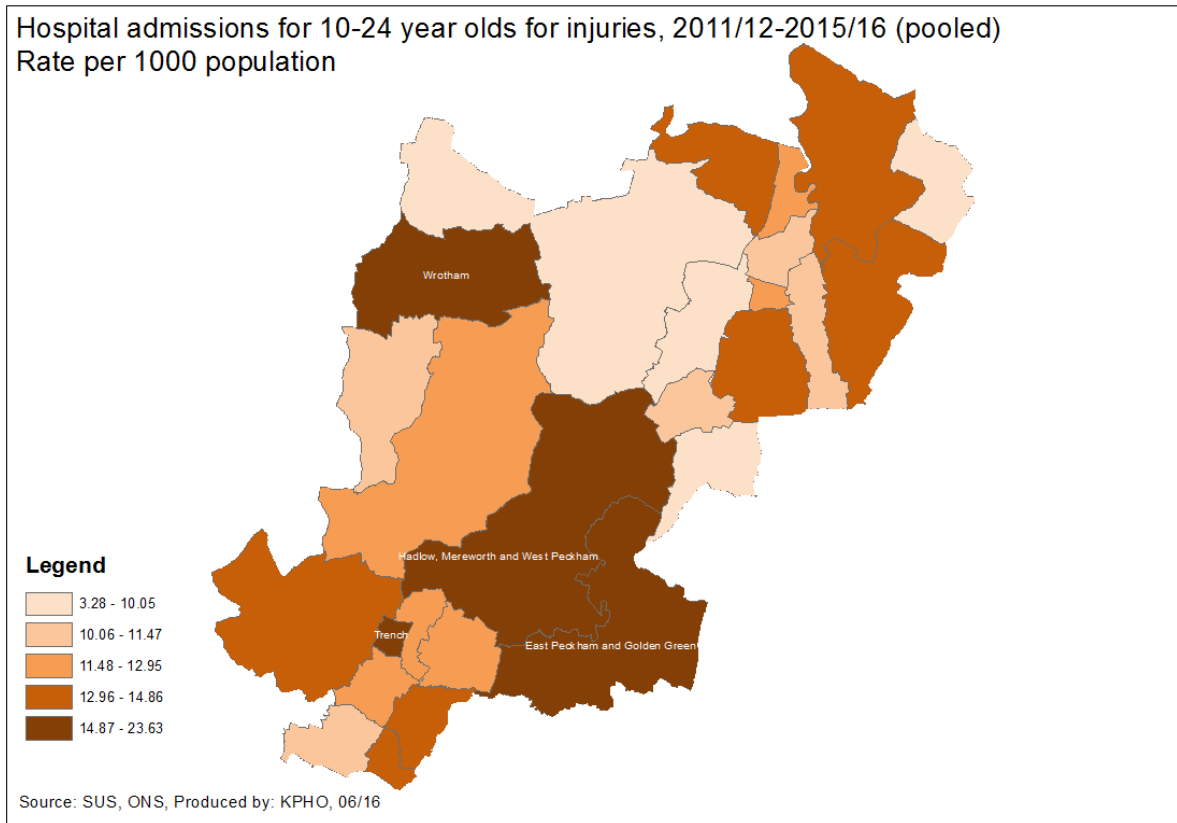 Hospital admissions for 10-24 year olds for injuries, 2011/12-2015/16 (pooled)
Rate per 1000 population
Wrotham
Hadlow, Mereworth and West Peckham
Trench
East Peckham and Golden Green
Legend
3.28 - 10.05
10.06 - 11.47
11.48 - 12.95
12.96 - 14.86
14.87 - 23.63
Source: SUS, ONS, Produced by: KPHO, 06/16